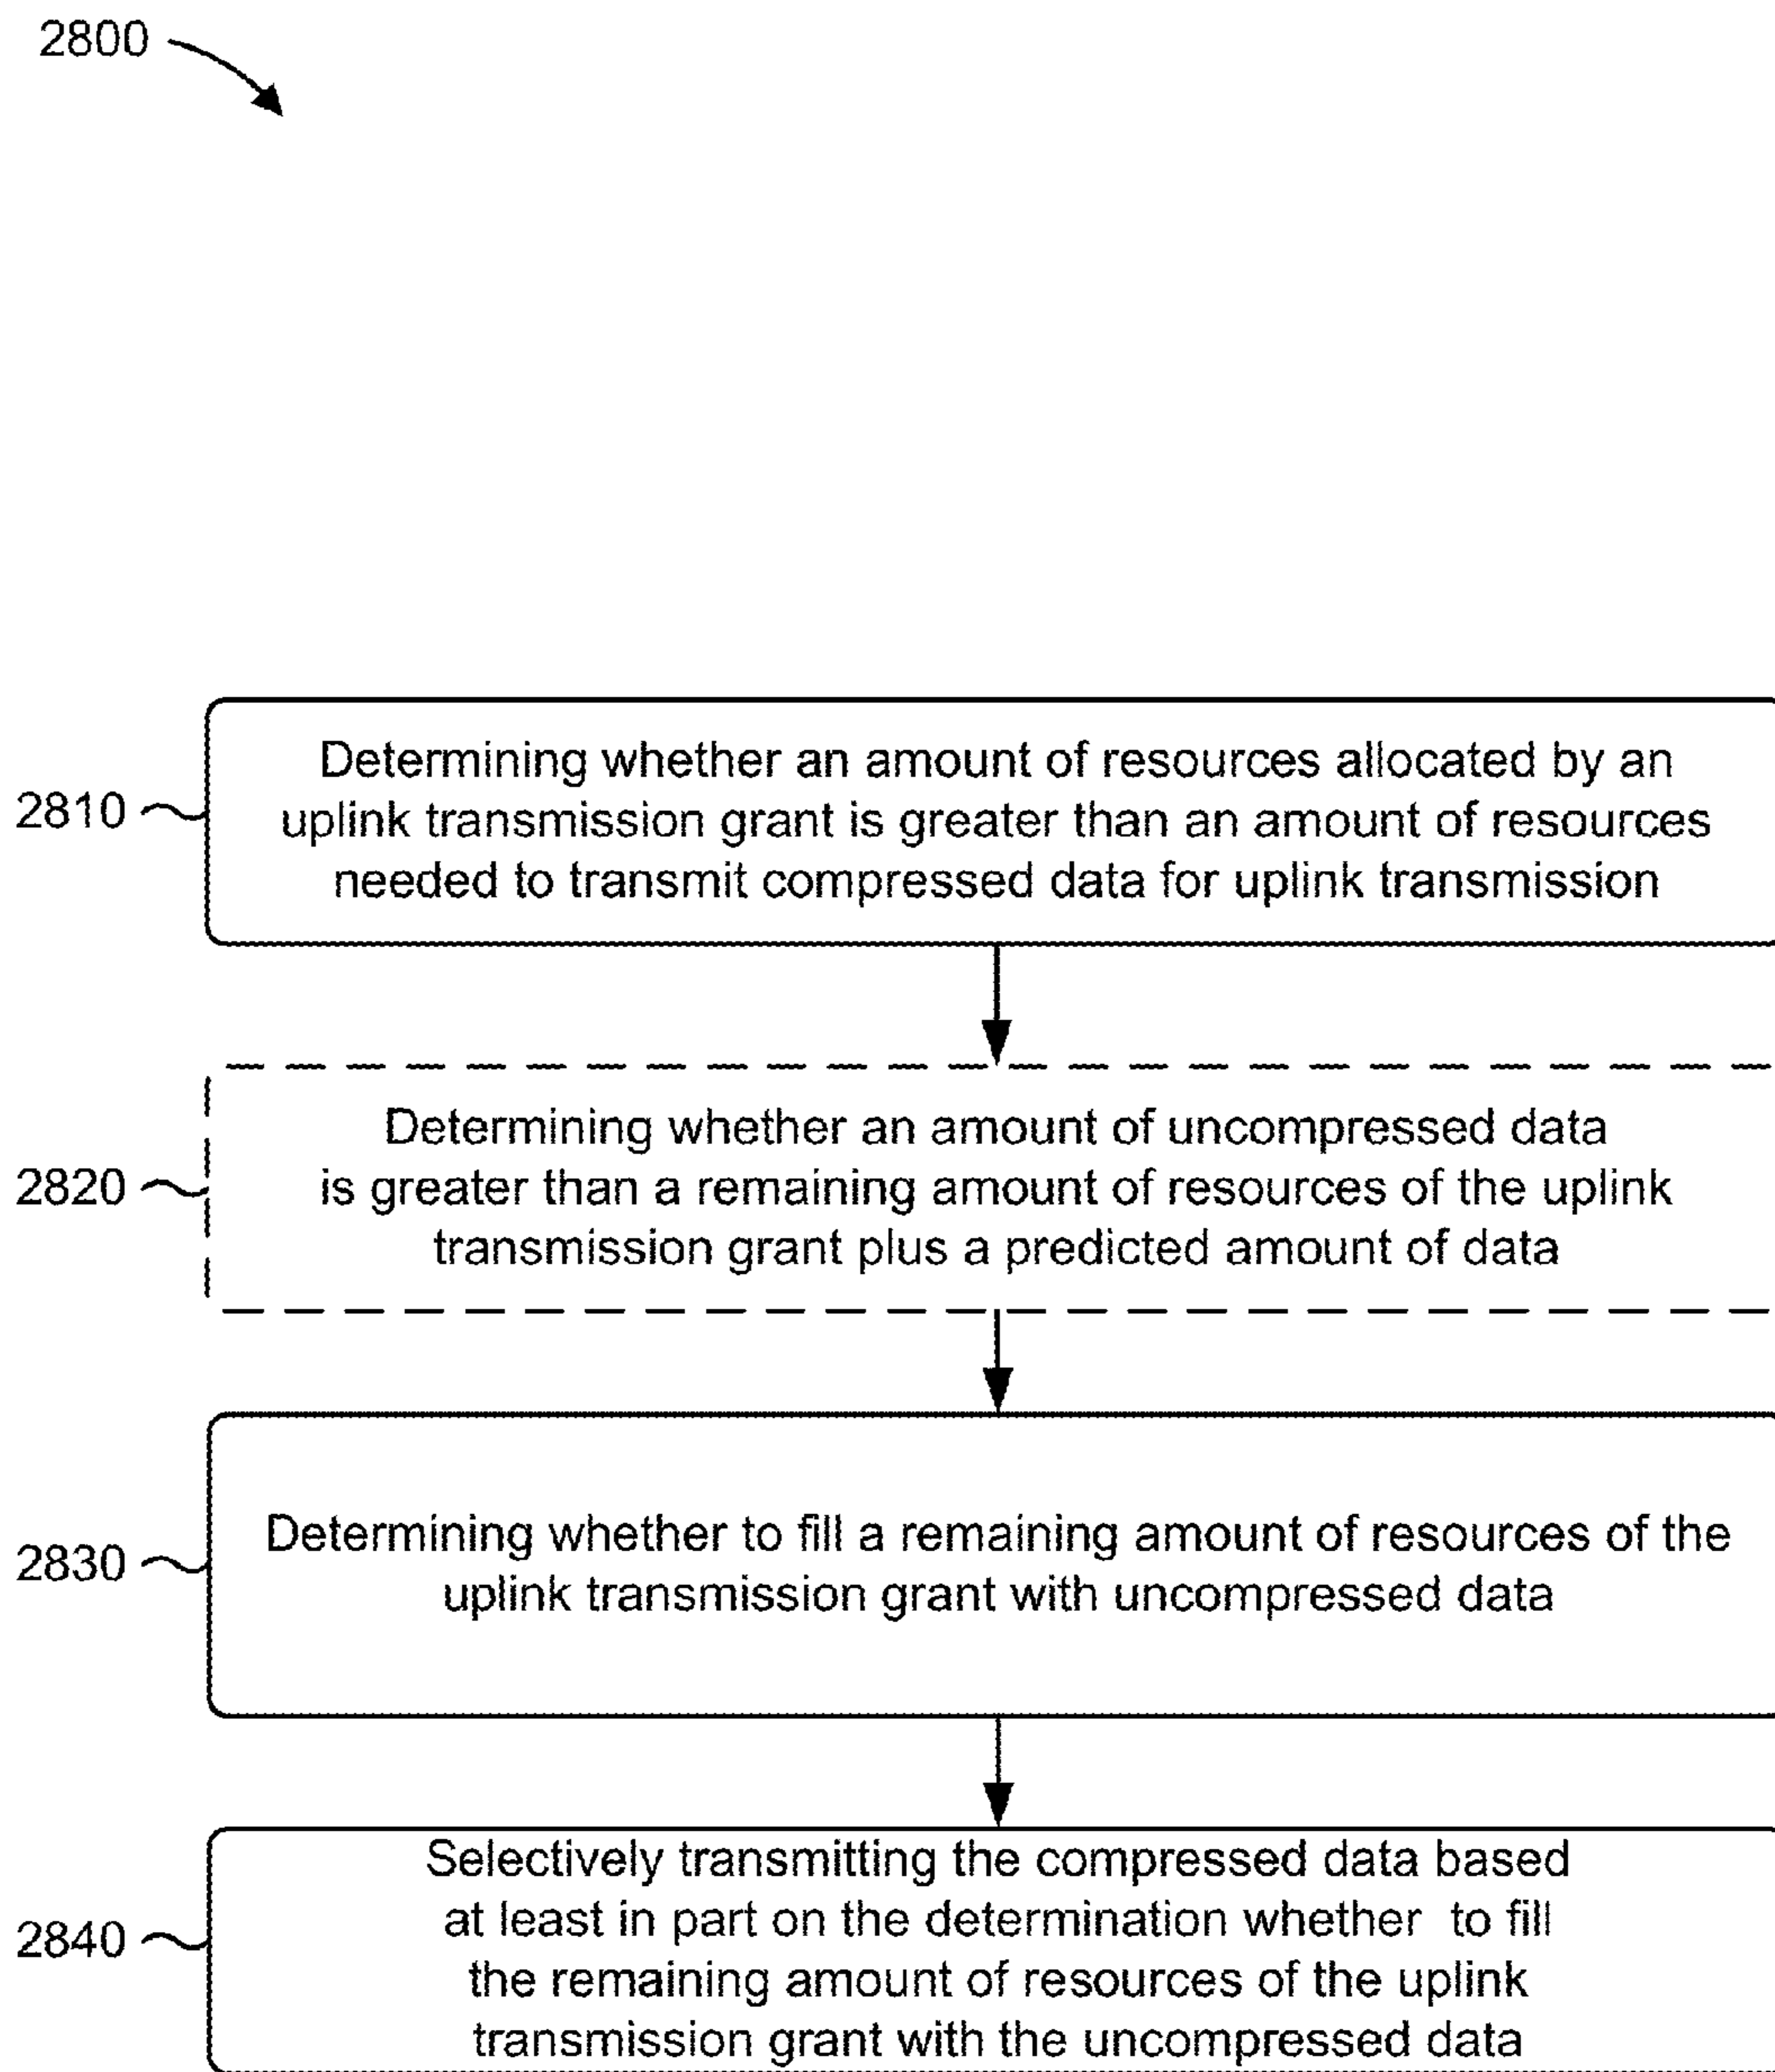 2800
2810
Determining whether an amount of resources allocated by an
uplink transmission grant is greater than an amount of resources
needed to transmit compressed data for uplink transmission
2820
Determining whether an amount of uncompressed data
is greater than a remaining amount of resources of the uplink
transmission grant plus a predicted amount of data
2830
Determining whether to fill a remaining amount of resources of the
uplink transmission grant with uncompressed data
2840
Selectively transmitting the compressed data based
at least in part on the determination whether to fill
the remaining amount of resources of the uplink
transmission grant with the uncompressed data